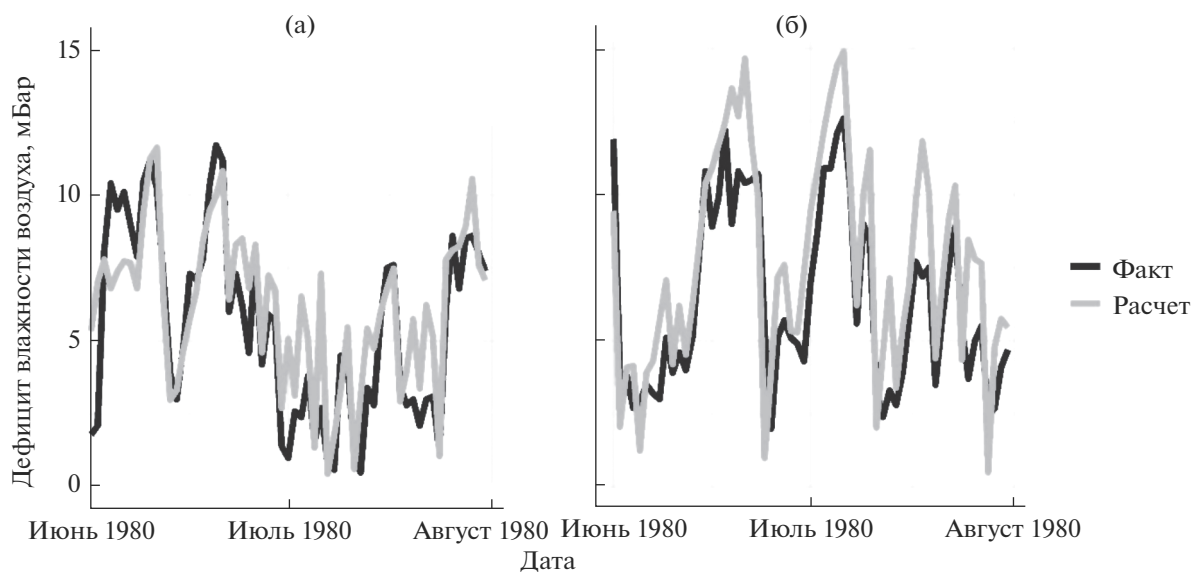 (а)
(б)
Дефицит влажности воздуха, мБар
15
10
5
0
Июнь 1980
Июль 1980
Август 1980
Июнь 1980
Июль 1980
Август 1980
Дата
Факт
Расчет